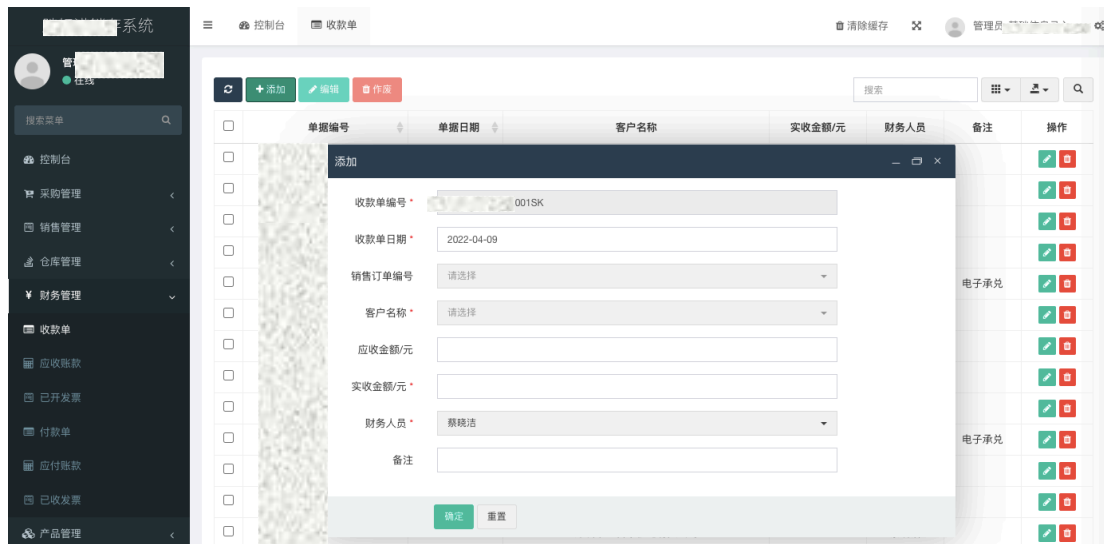 系统
控制台
收款单
清除缓存
管理员
在线
添加
编辑
作废
搜索
搜索菜单
单据编号
单据日期
客户名称
实收金额/元
财务人员
备注
操作
控制台
采购管理
销售管理
仓库管理
¥ 财务管理
收款单
应收账款
已开发票
付款单
应付账款
已收发票
产品管理
添加
收款单编号 *
001SK
收款单日期 *
2022-04-09
销售订单编号
请选择
客户名称 *
请选择
应收金额/元
实收金额/元 *
财务人员 *
蔡晓洁
备注
确定
重置
电子承兑
电子承兑